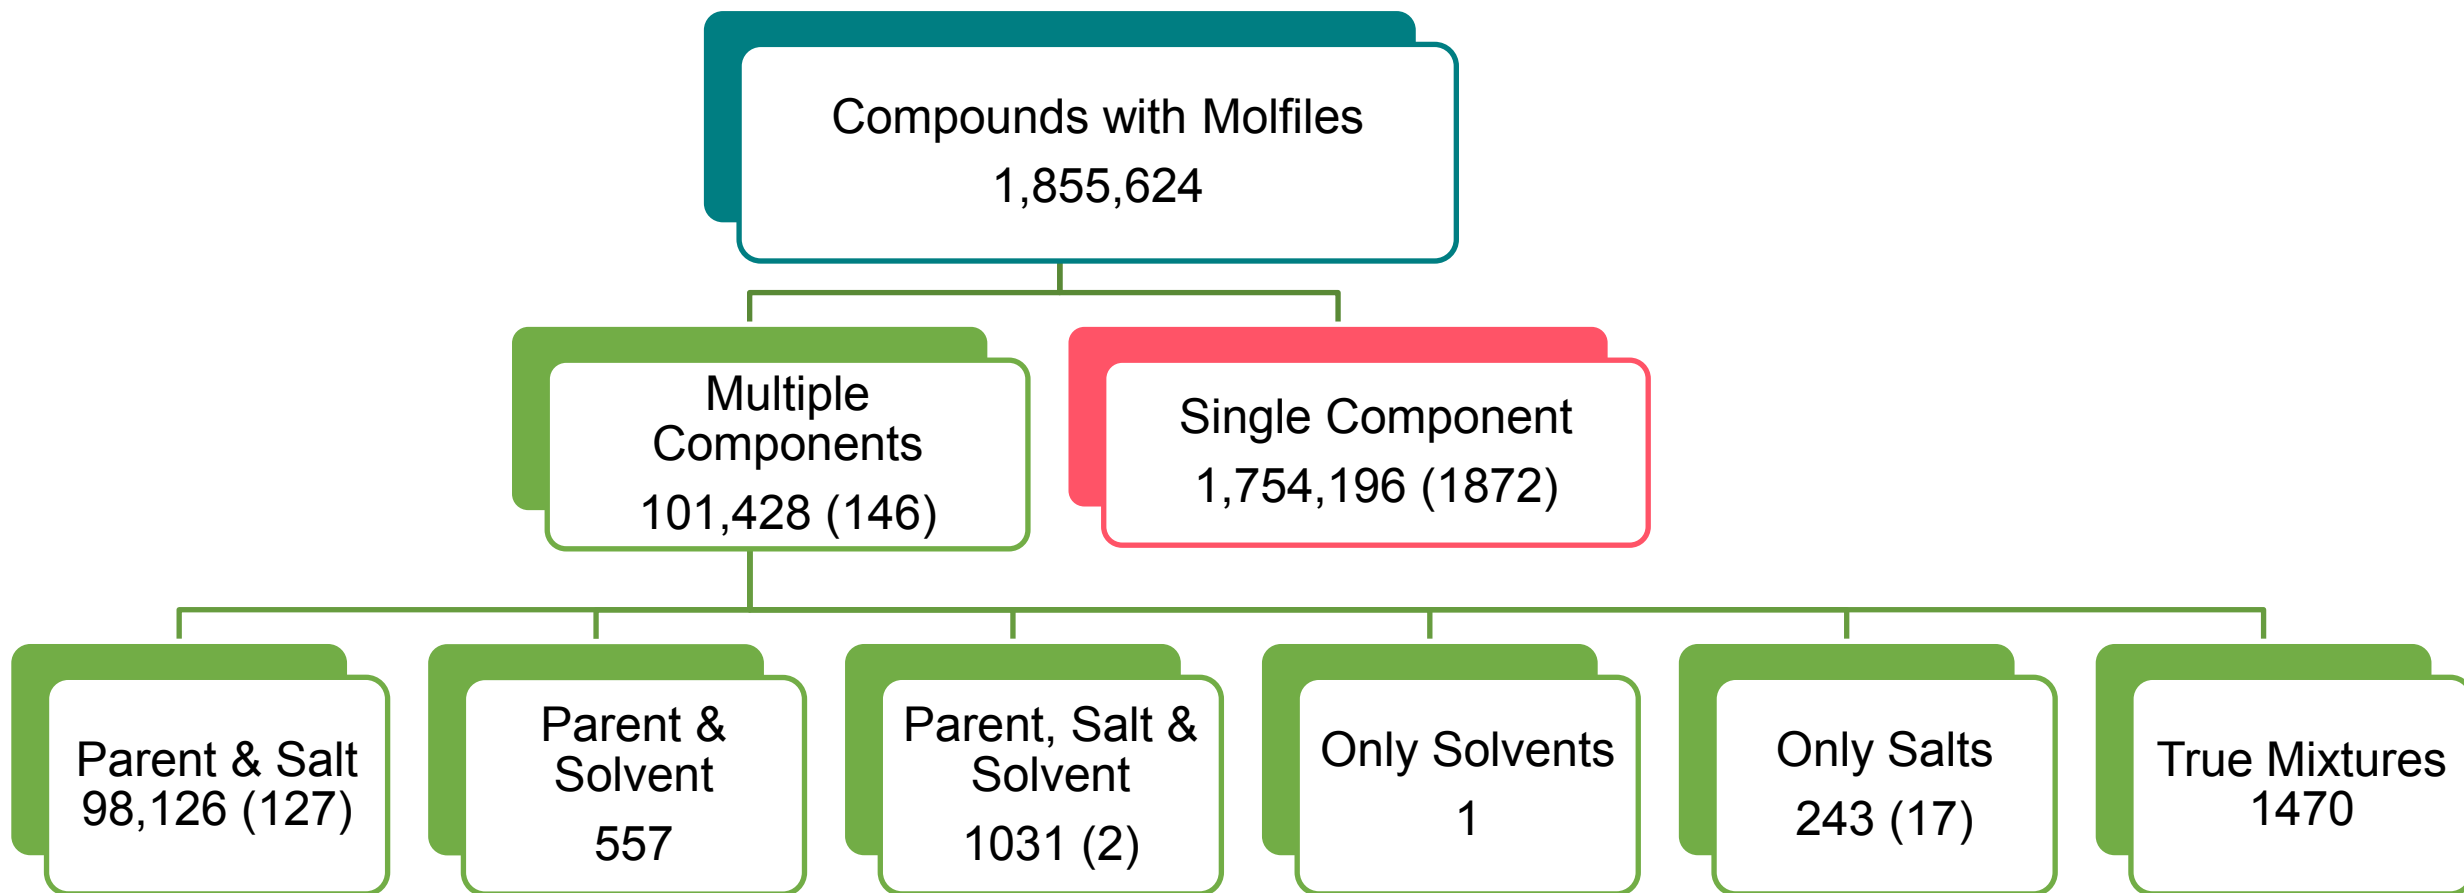 Compounds with Molfiles
1,855,624
Multiple
Components
101,428 (146)
Single Component
1,754,196 (1872)
Parent & Salt
98,126 (127)
Parent &
Solvent
557
Parent, Salt &
Solvent
1031 (2)
Only Solvents
1
Only Salts
243 (17)
True Mixtures
1470